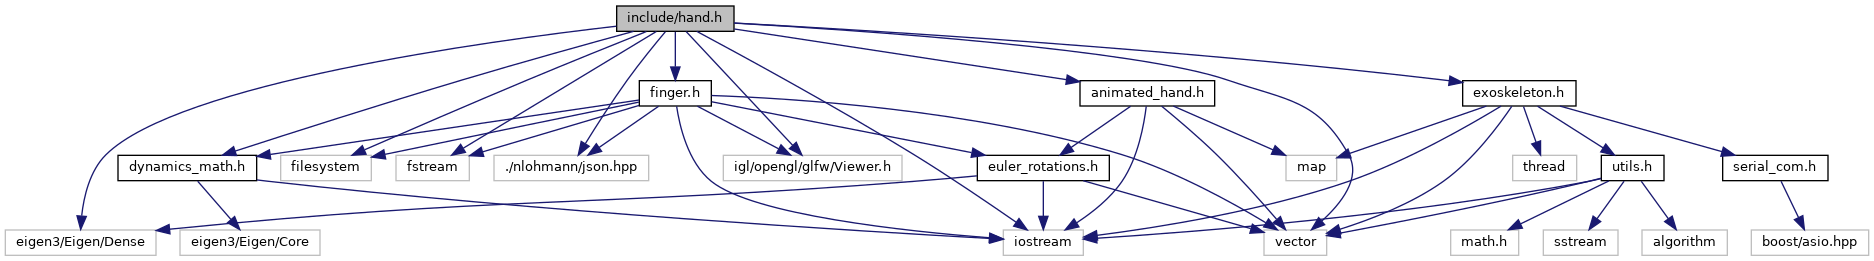 include/hand.h
finger.h
animated_hand.h
exoskeleton.h
dynamics_math.h
filesystem
fstream
./nlohmann/json.hpp
igl/opengl/glfw/Viewer.h
euler_rotations.h
map
thread
utils.h
serial_com.h
eigen3/Eigen/Dense
eigen3/Eigen/Core
iostream
vector
math.h
sstream
algorithm
boost/asio.hpp